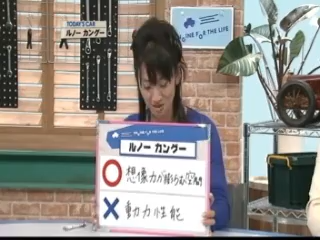 TODAY'S CAR
ルノー カングー
INE FOR THE LIFE
ルノー カングー
○ 想像力が膨らむ空間
× 動力性能